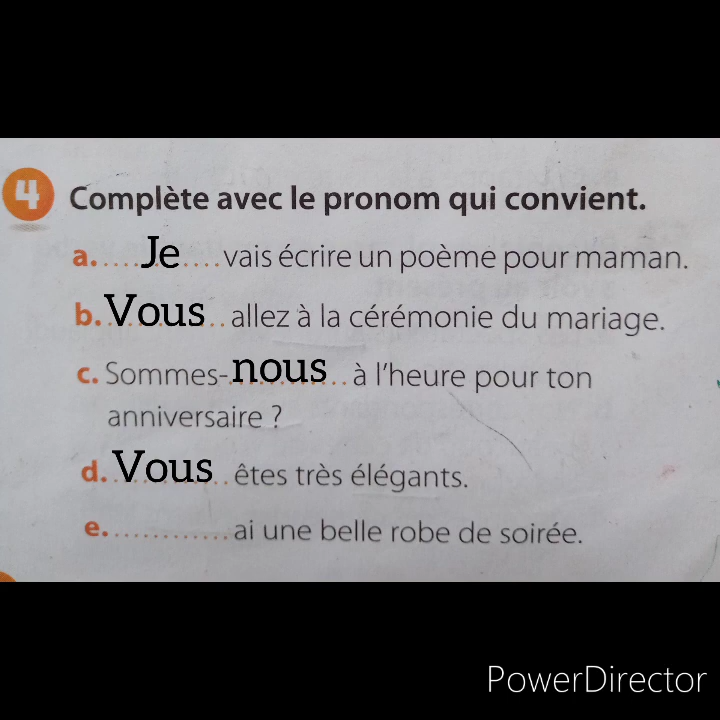 4 Complète avec le pronom qui convient.
a.....Je....vais écrire un poème pour maman.
b. Vous.. allez à la cérémonie du mariage.
c. Sommes-nous.. à l'heure pour ton
anniversaire ?
d. Vous.. êtes très élégants.
e............. ai une belle robe de soirée.
PowerDirector